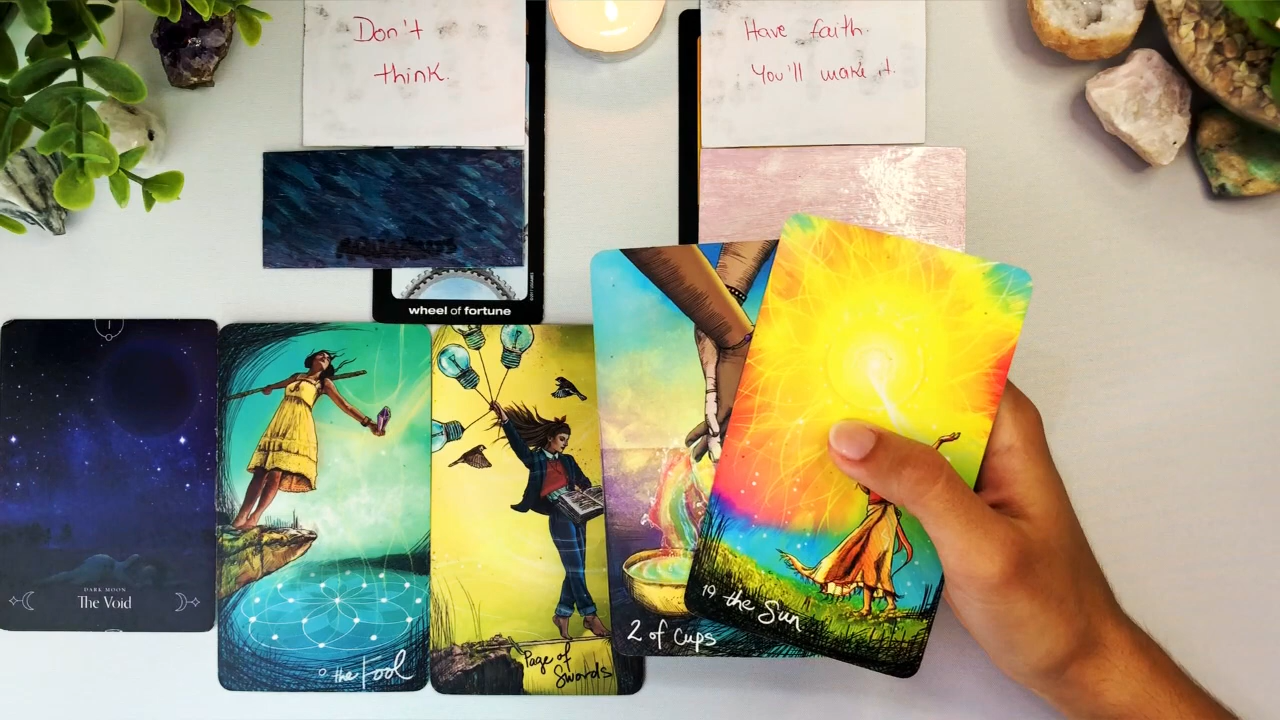 Don't
think.
Have faith.
You'll make it.
wheel of fortune
DARK MOON
The Void
0 the Fool
Page of
Swords
2 of cups
19 the Sun